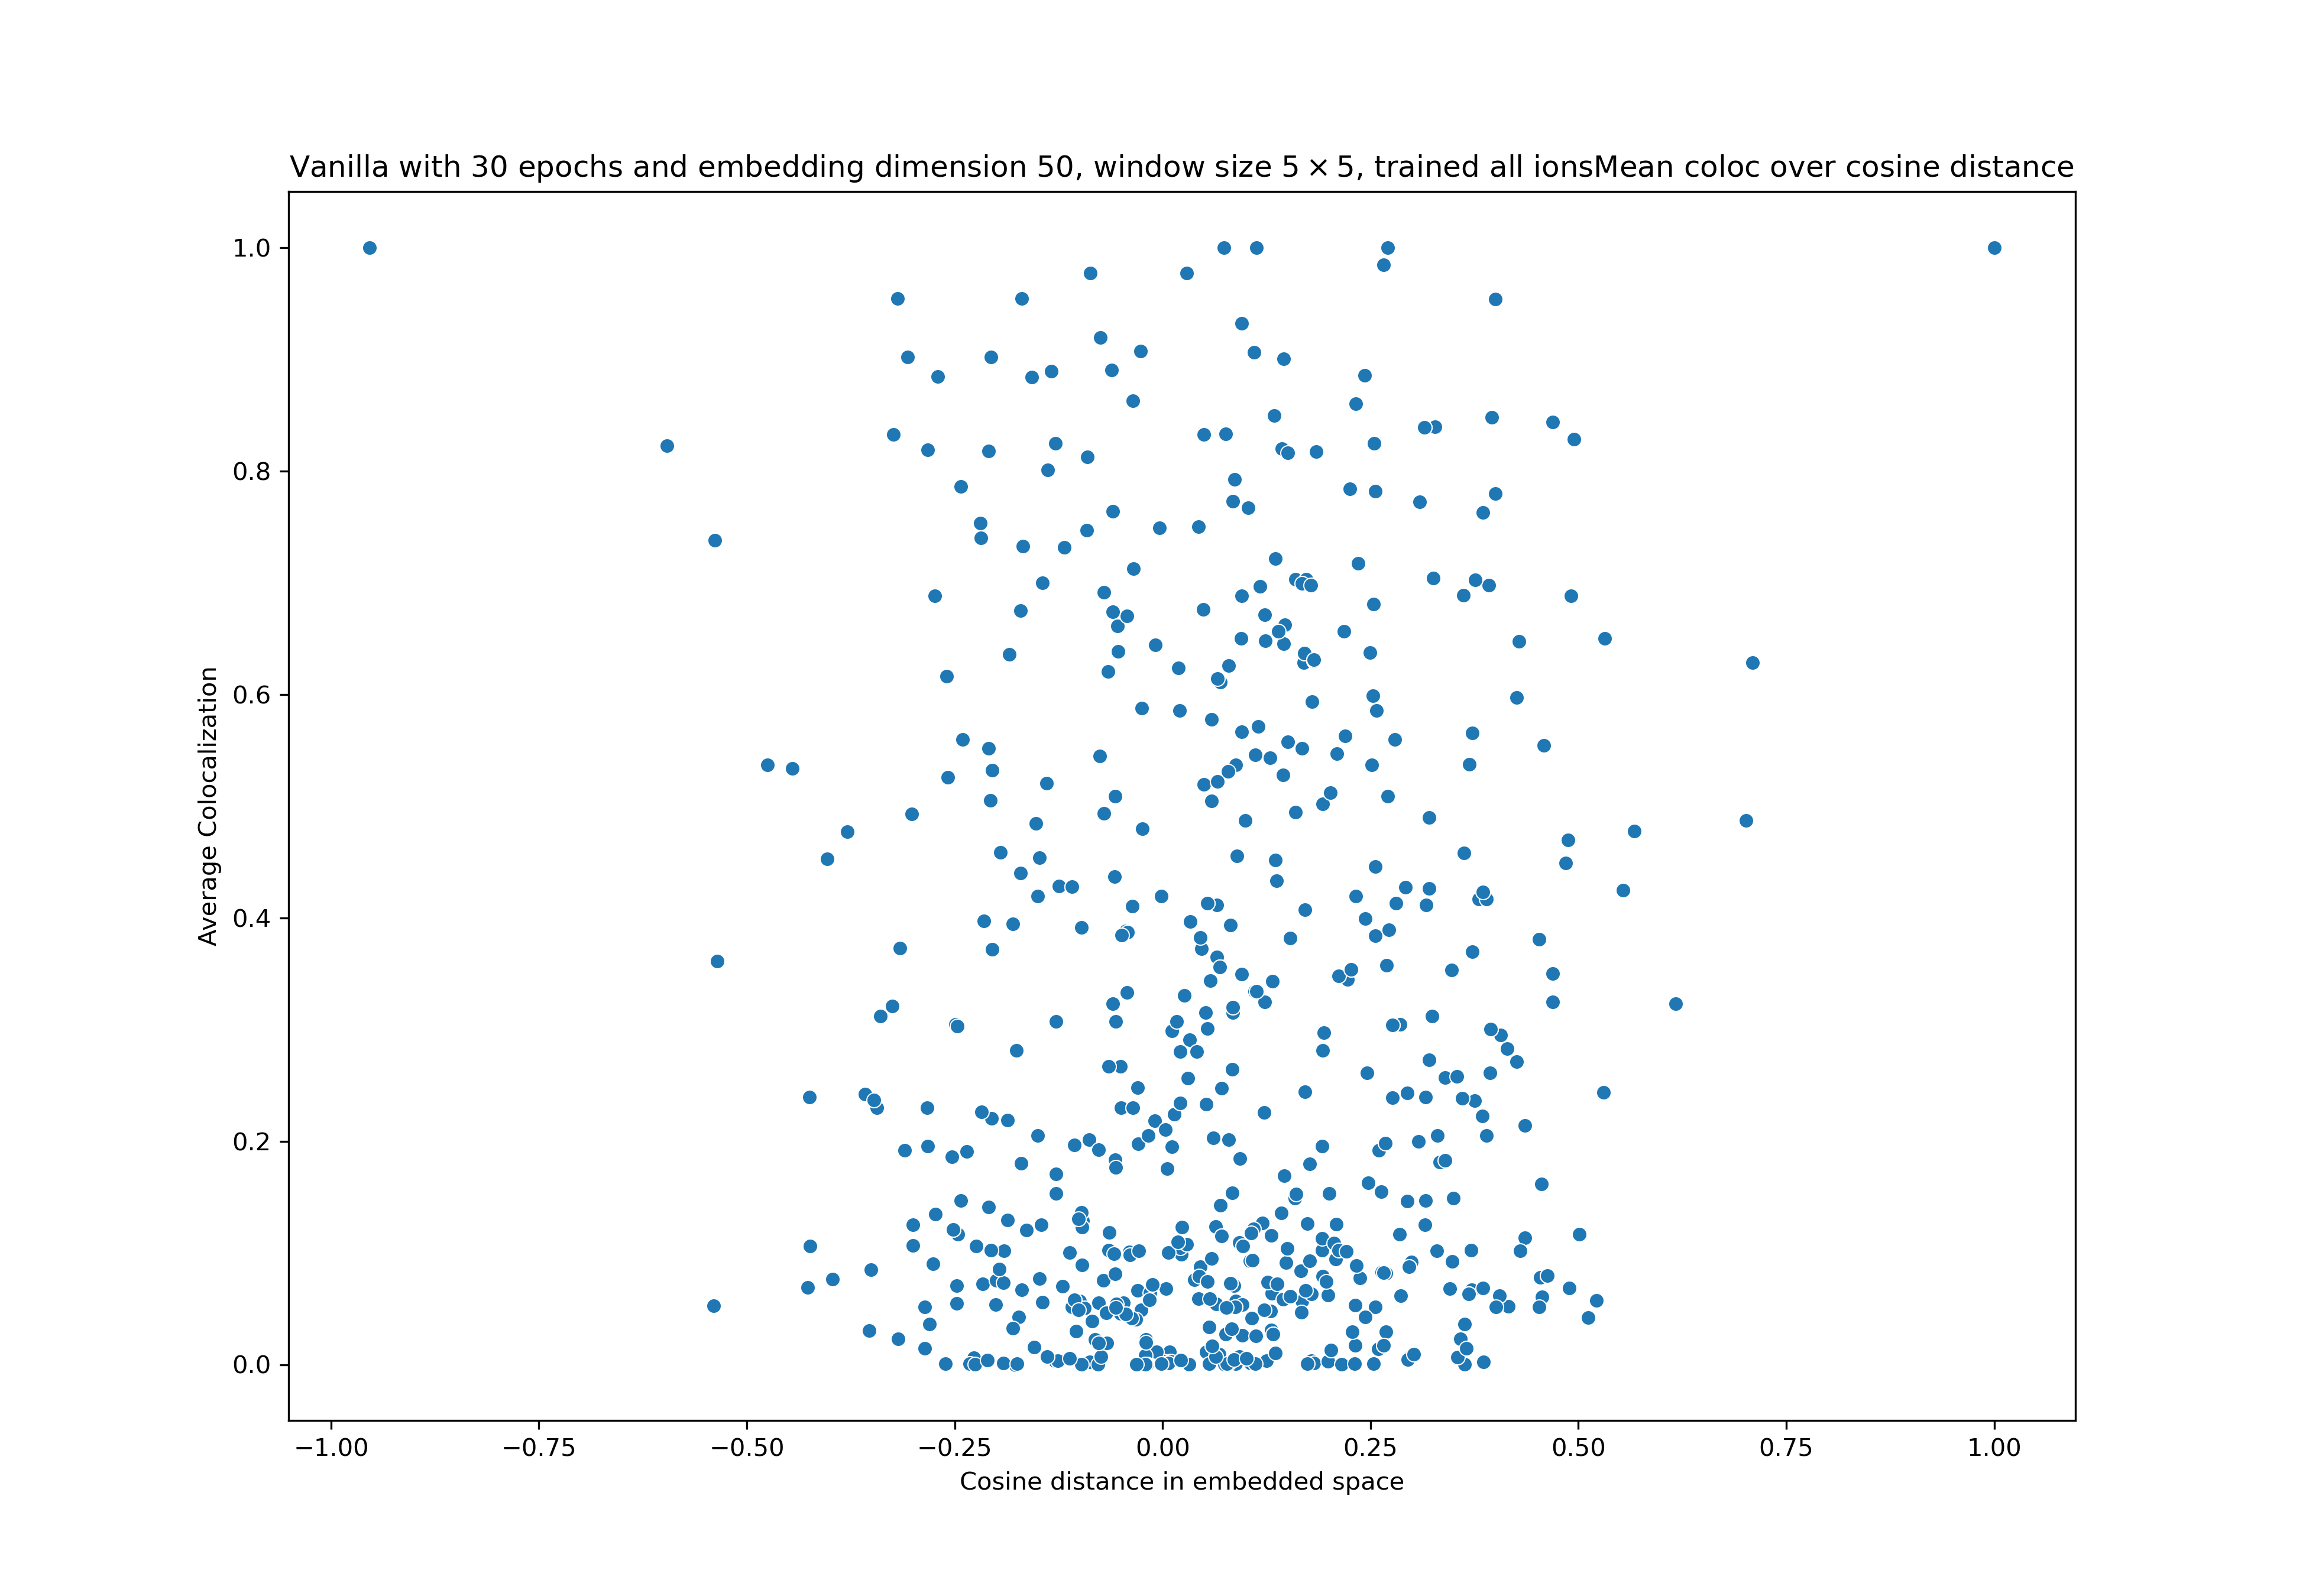 Vanilla with 30 epochs and embedding dimension 50, window size 5 × 5, trained all ionsMean coloc over cosine distance
1.0
0.8
0.6
0.4
0.2
0.0
Average Colocalization
−1.00 −0.75 −0.50 −0.25 0.00 0.25 0.50 0.75 1.00
Cosine distance in embedded space